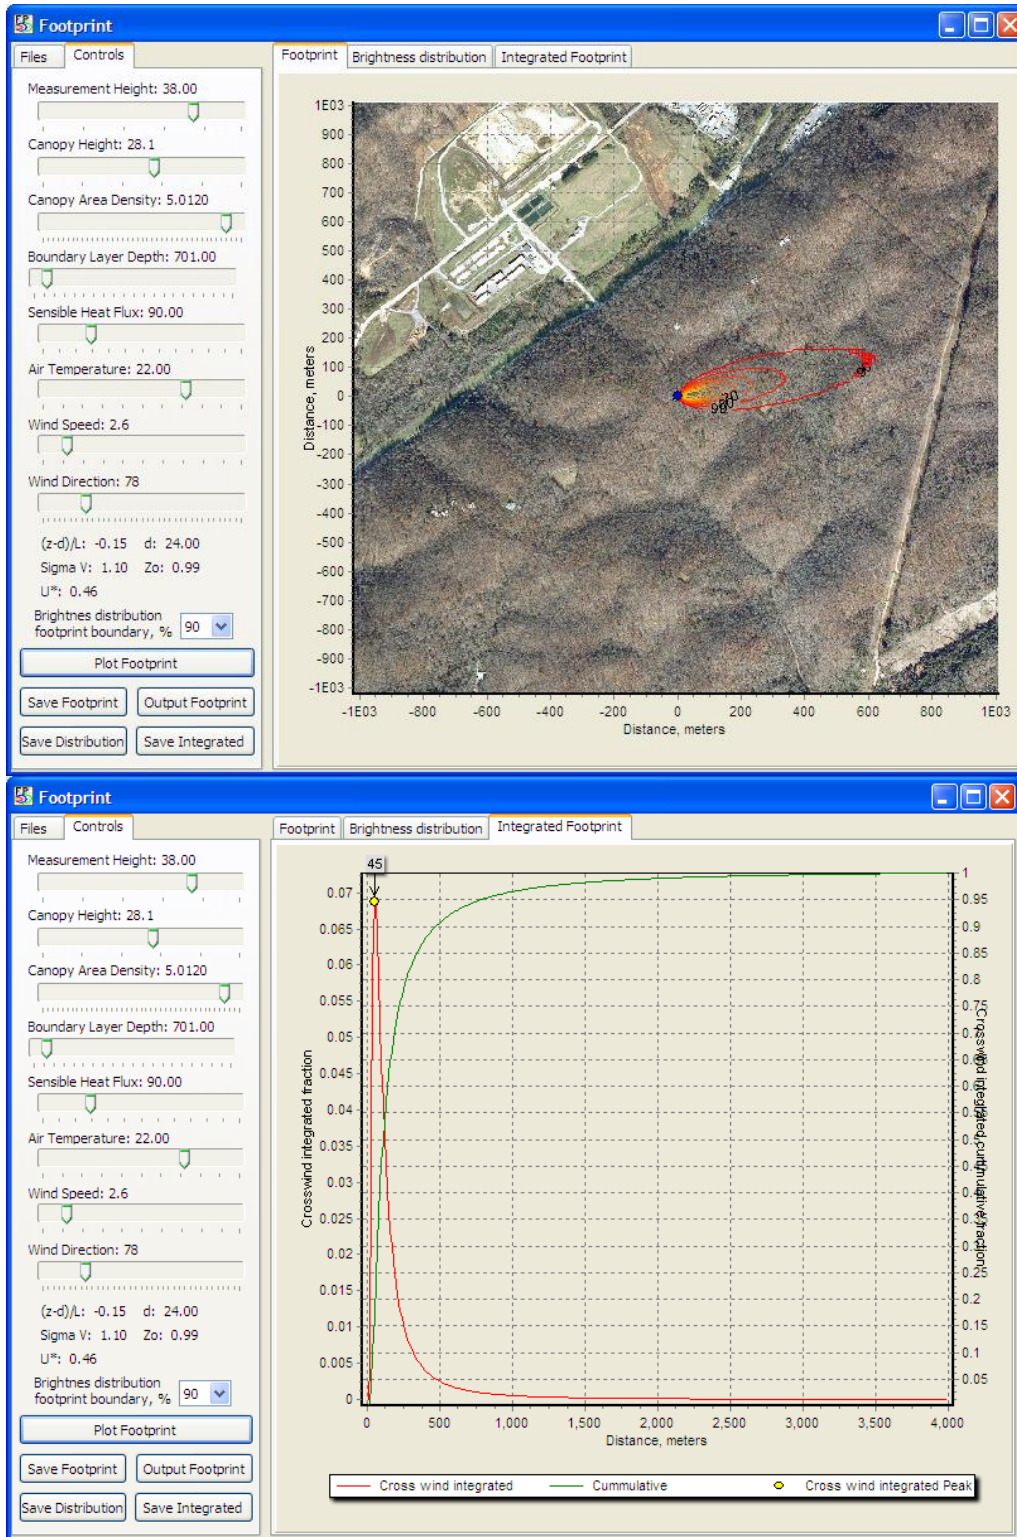 Footprint
Files Controls
Footprint Brightness distribution Integrated Footprint
Measurement Height: 38.00
Canopy Height: 28.1
Canopy Area Density: 5.0120
Boundary Layer Depth: 701.00
Sensible Heat Flux: 90.00
Air Temperature: 22.00
Wind Speed: 2.6
Wind Direction: 78
(z-d)/L: -0.15 d: 24.00
Sigma V: 1.10 Zo: 0.99
U*: 0.46
Brightnes distribution
footprint boundary, % 90
Plot Footprint
Save Footprint Output Footprint
Save Distribution Save Integrated
Distance, meters
1E03
900
800
700
600
500
400
300
200
100
0
-100
-200
-300
-400
-500
-600
-700
-800
-900
-1E03
-1E03 -800 -600 -400 -200 0 200 400 600 800 1E03
Distance, meters
Footprint
Files Controls
Footprint Brightness distribution Integrated Footprint
Measurement Height: 38.00
Canopy Height: 28.1
Canopy Area Density: 5.0120
Boundary Layer Depth: 701.00
Sensible Heat Flux: 90.00
Air Temperature: 22.00
Wind Speed: 2.6
Wind Direction: 78
(z-d)/L: -0.15 d: 24.00
Sigma V: 1.10 Zo: 0.99
U*: 0.46
Brightnes distribution
footprint boundary, % 90
Plot Footprint
Save Footprint Output Footprint
Save Distribution Save Integrated
45
Crosswind integrated fraction
0.07
0.065
0.06
0.055
0.05
0.045
0.04
0.035
0.03
0.025
0.02
0.015
0.01
0.005
0
1
0.95
0.9
0.85
0.8
0.75
0.2
0.15
0.1
0.05
Crosswind integrated cummulative fraction
0 500 1,000 1,500 2,000 2,500 3,000 3,500 4,000
Distance, meters
Cross wind integrated Cummulative Cross wind integrated Peak